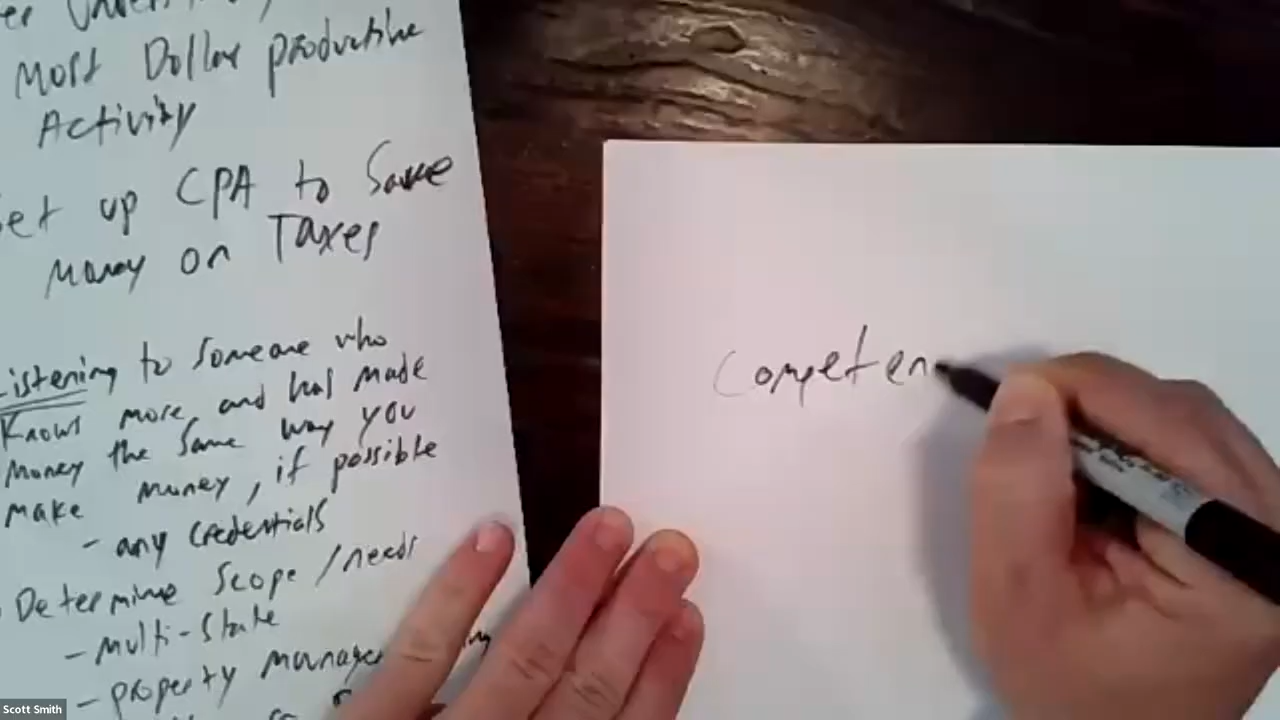 Most Dollar productive
Activity
Set up CPA to Save
Money on Taxes
Listening to Someone who
Knows more, and has made
Money the Same way you
make money, if possible
- any credentials
Determine Scope / needs
- multi-state
- property
Competen
Scott Smith